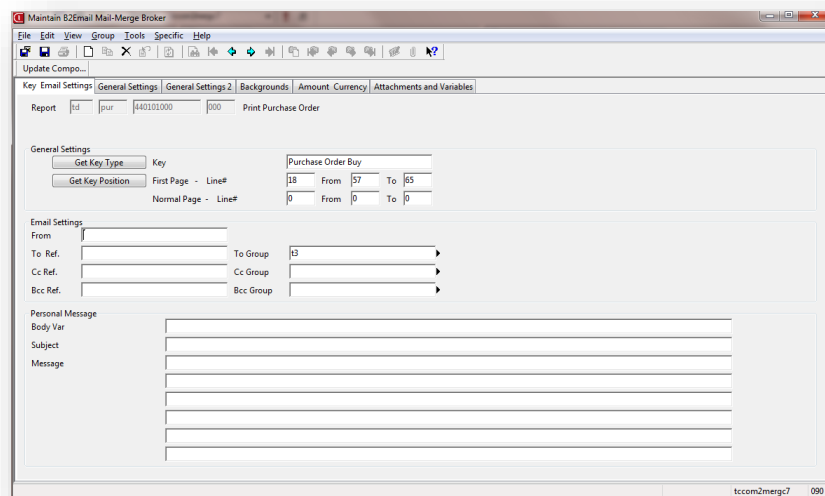 Maintain B2Email Mail-Merge Broker
File Edit View Group Tools Specific Help
Update Compo...
Key Email Settings General Settings General Settings 2 Backgrounds Amount Currency Attachments and Variables
Report td pur 440101000 000 Print Purchase Order
General Settings
Get Key Type Key Purchase Order Buy
Get Key Position First Page - Line# 18 From 57 To 65
Normal Page - Line# 0 From 0 To 0
Email Settings
From
To Ref. To Group t3
Cc Ref. Cc Group
Bcc Ref. Bcc Group
Personal Message
Body Var
Subject
Message
tccom2mergc7 090